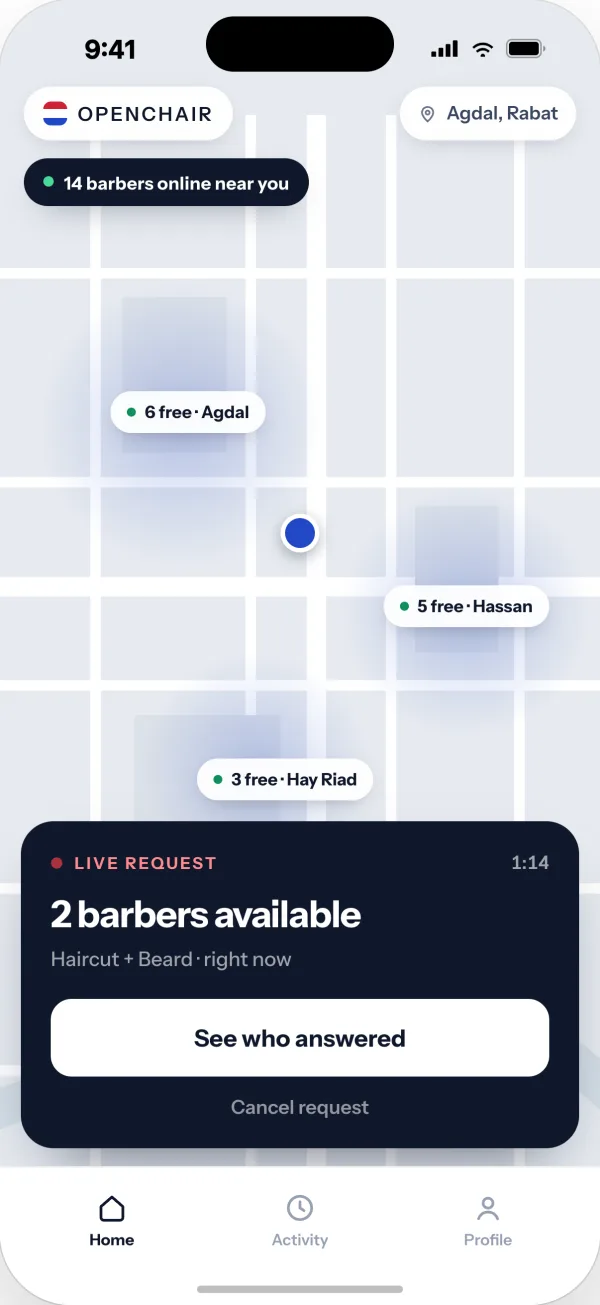 9:41
OPENCHAIR
Agdal, Rabat
14 barbers online near you
6 free · Agdal
5 free · Hassan
3 free · Hay Riad
LIVE REQUEST
1:14
2 barbers available
Haircut + Beard · right now
See who answered
Cancel request
Home
Activity
Profile